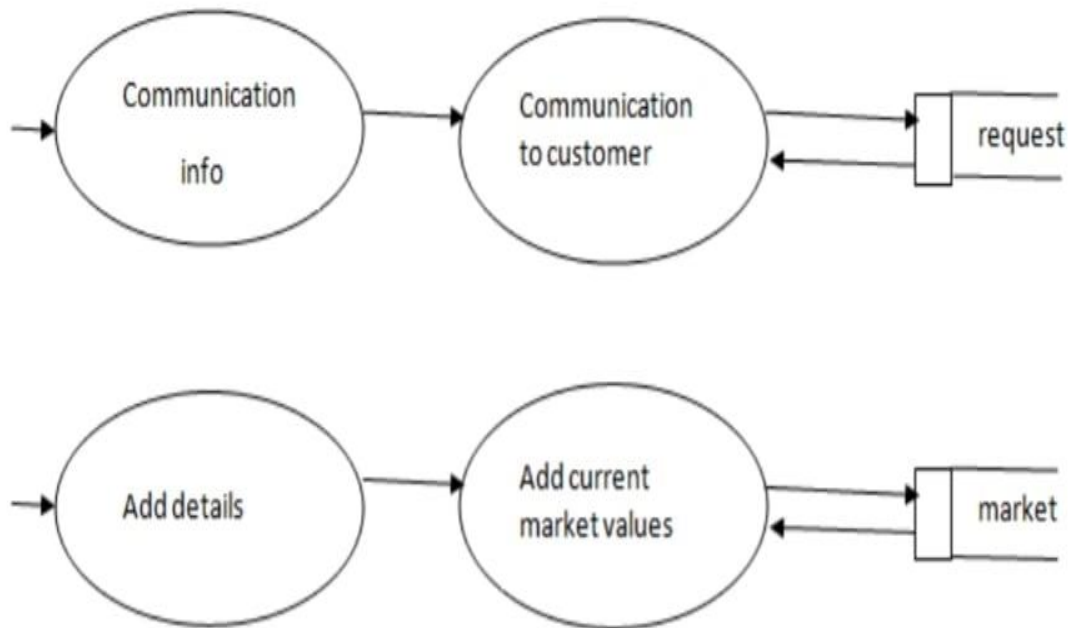 Communication
info
Communication
to customer
request
Add details
Add current
market values
market